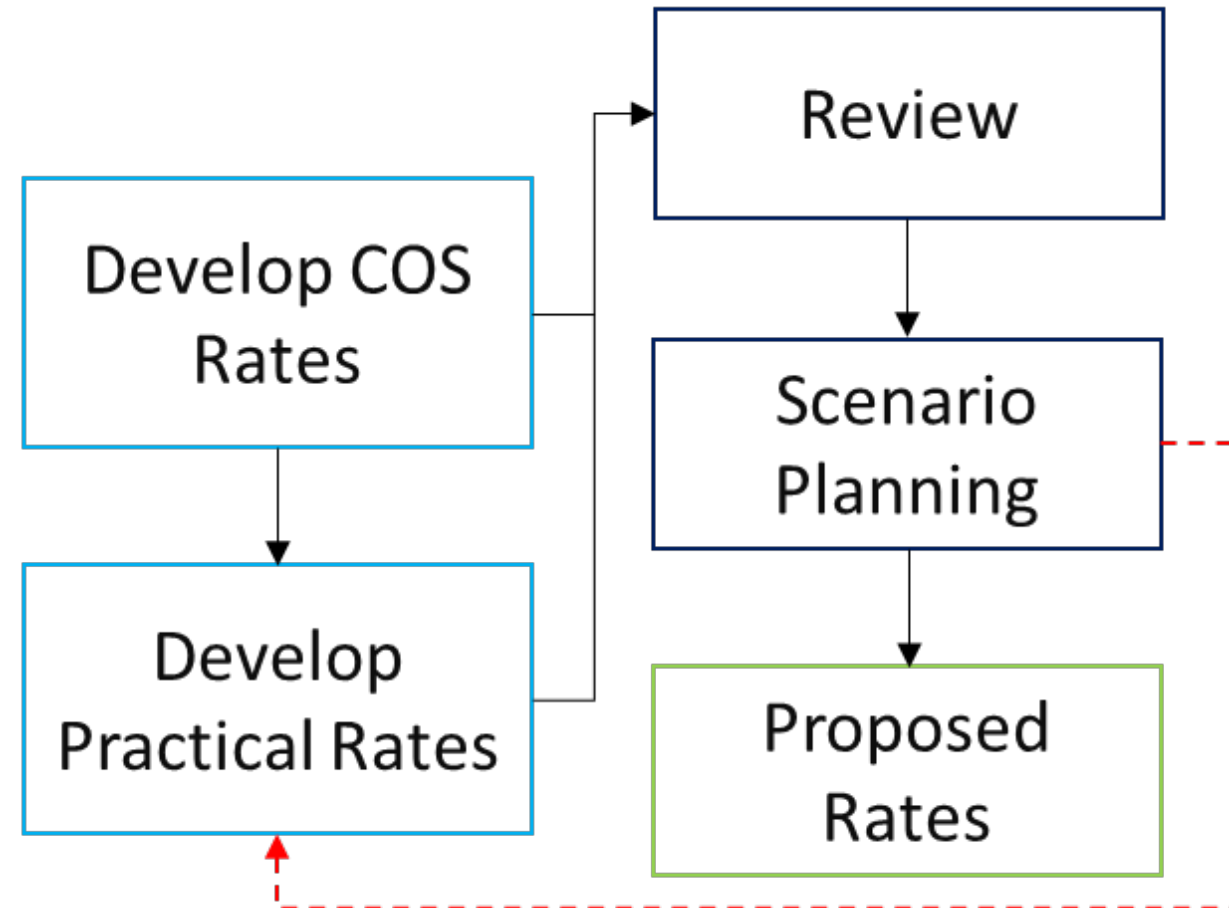 Develop COS
Rates
Develop
Practical Rates
Review
Scenario
Planning
Proposed
Rates